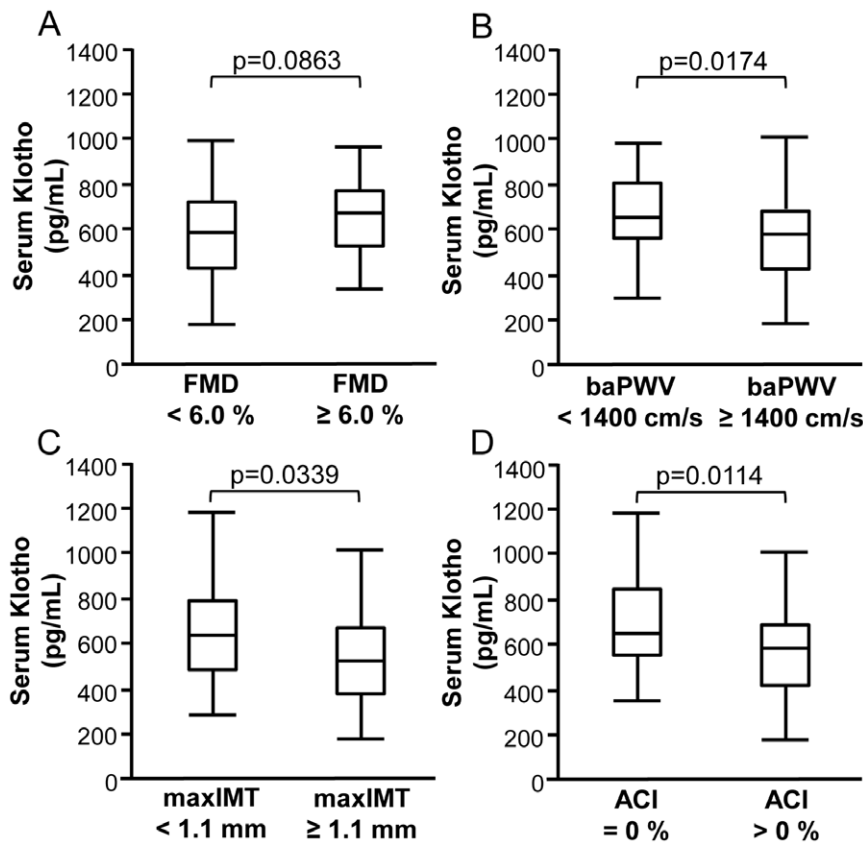 A
1400
1200
1000
800
600
400
200
0
Serum Klotho
(pg/mL)
p=0.0863
FMD
< 6.0 %
FMD
≥ 6.0 %
B
1400
1200
1000
800
600
400
200
0
Serum Klotho
(pg/mL)
p=0.0174
baPWV
< 1400 cm/s
baPWV
≥ 1400 cm/s
C
1400
1200
1000
800
600
400
200
0
Serum Klotho
(pg/mL)
p=0.0339
maxIMT
< 1.1 mm
maxIMT
≥ 1.1 mm
D
1400
1200
1000
800
600
400
200
0
Serum Klotho
(pg/mL)
p=0.0114
ACI
= 0 %
ACI
> 0 %